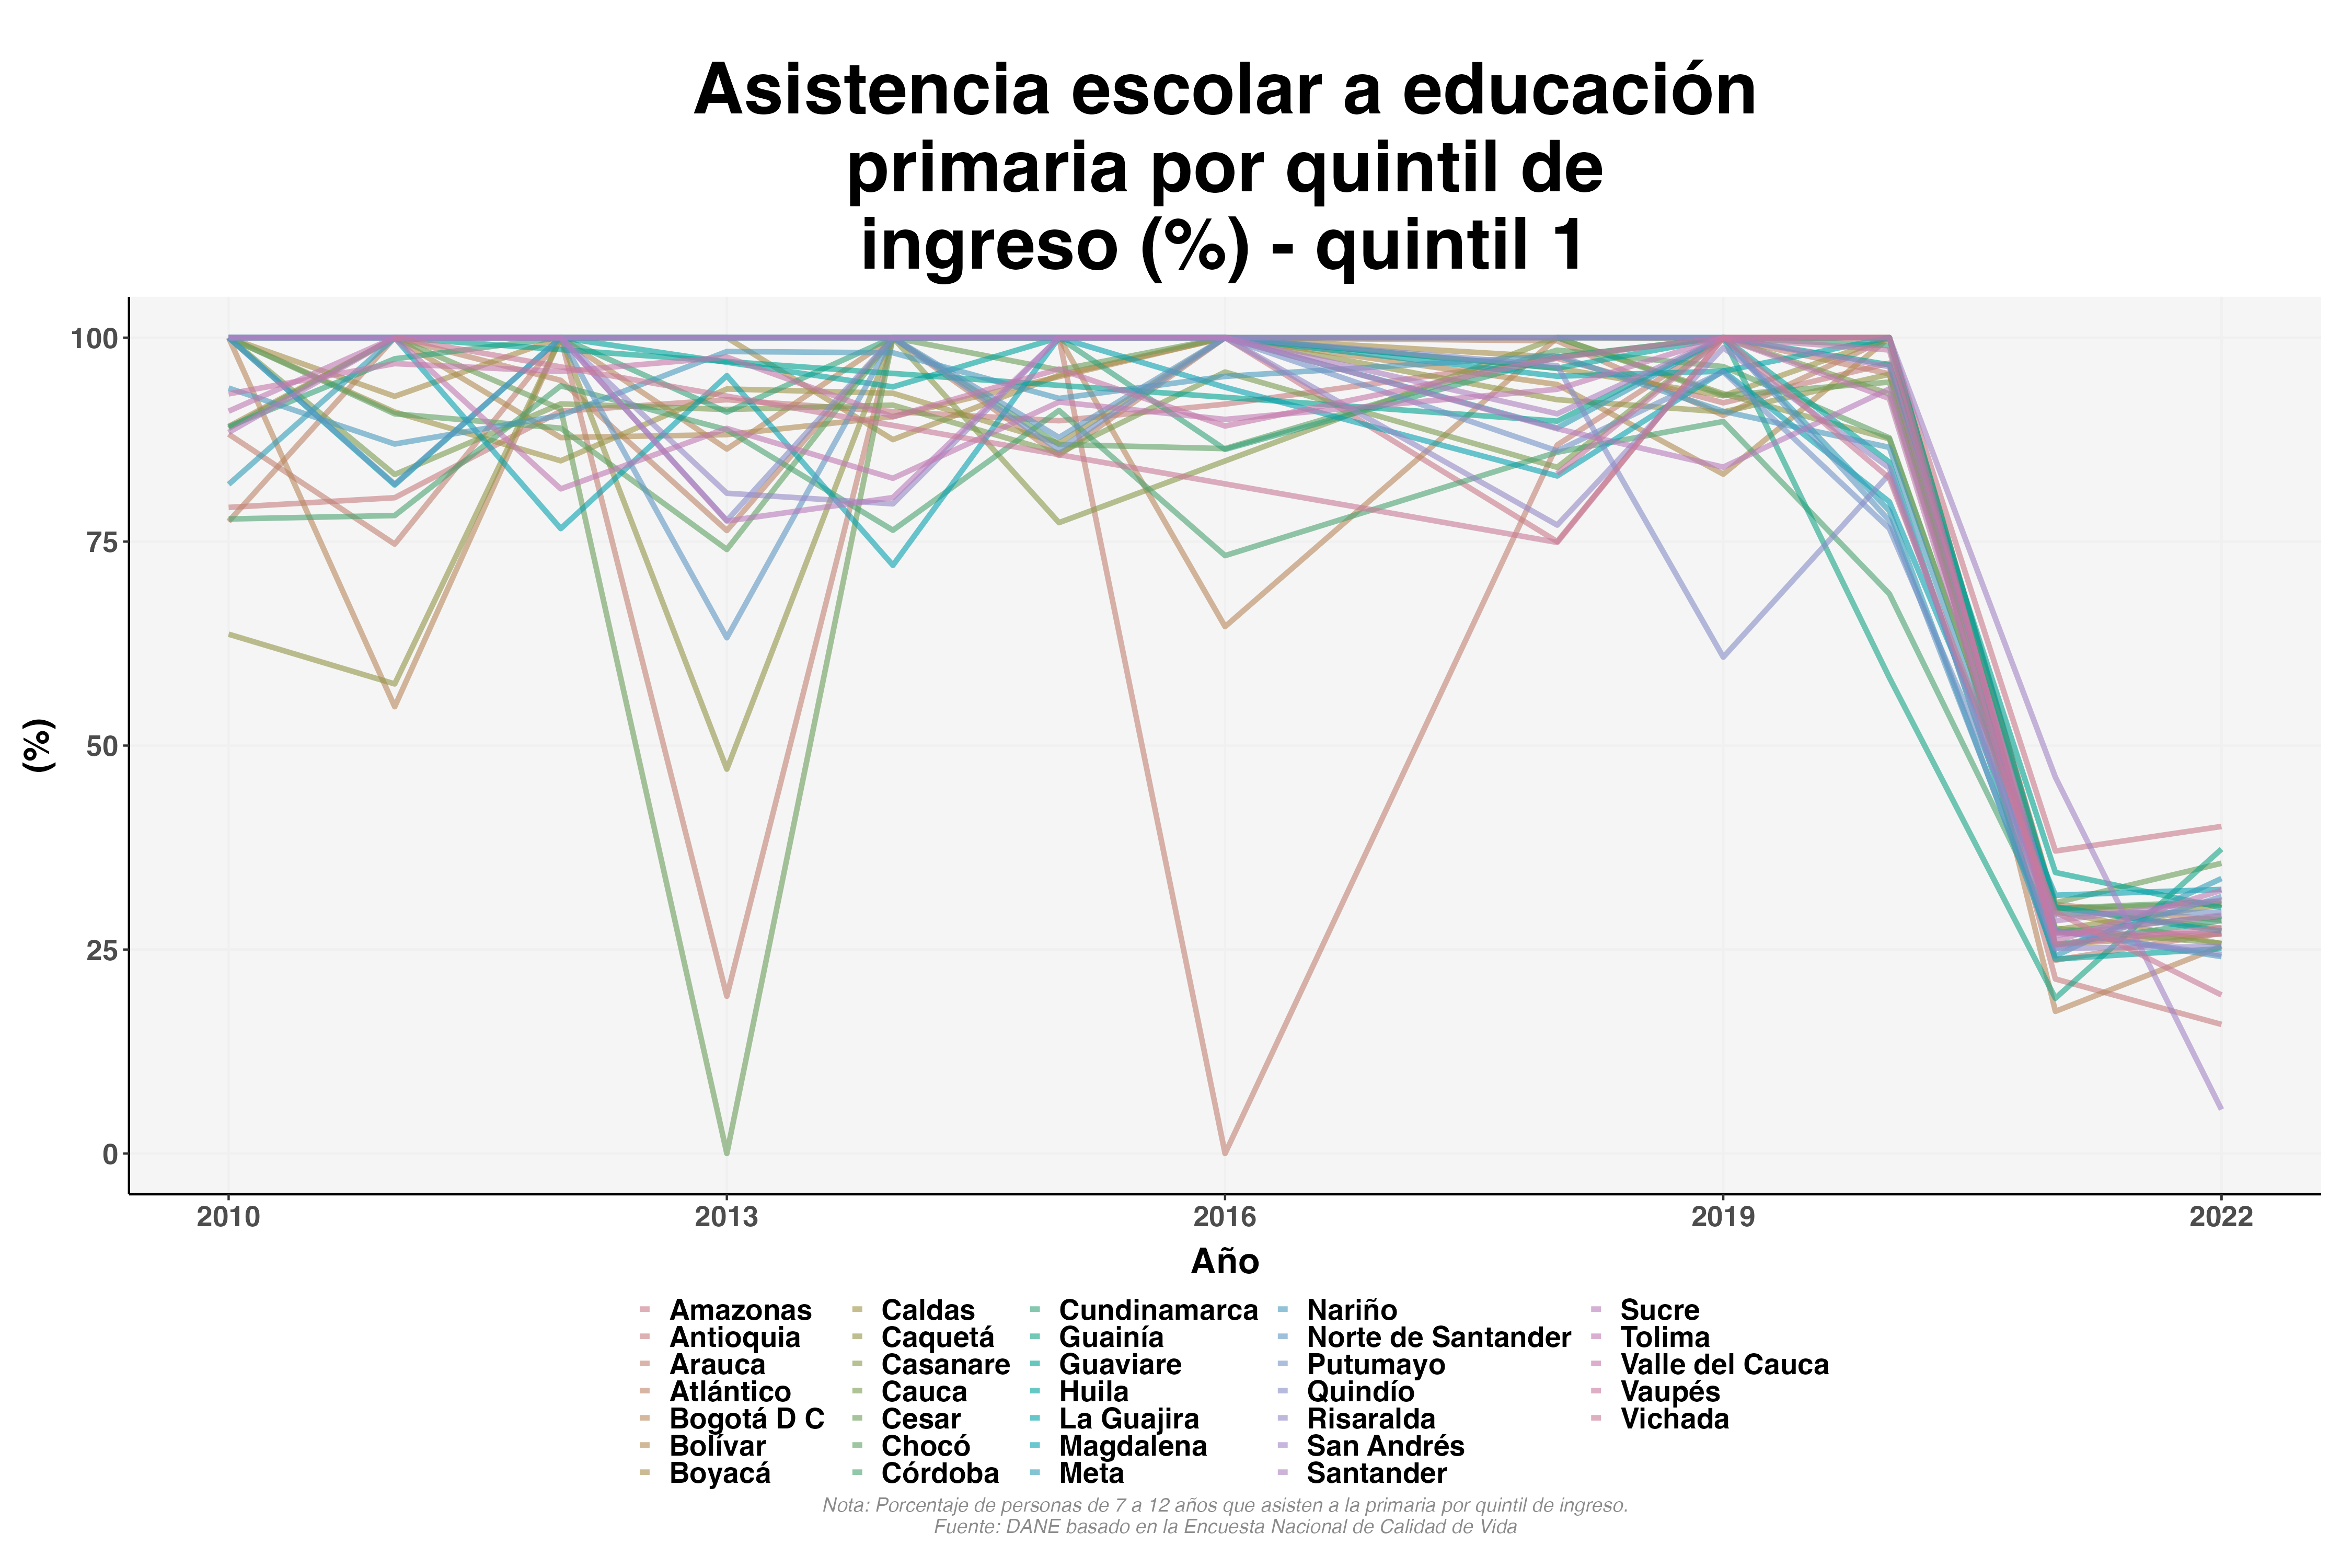 Asistencia escolar a educación
primaria por quintil de
ingreso (%) - quintil 1
100
75
50
25
0
(%)
2010
2013
2016
2019
2022
Año
Amazonas
Antioquia
Arauca
Atlántico
Bogotá D C
Bolívar
Boyacá
Caldas
Caquetá
Casanare
Cauca
Cesar
Chocó
Córdoba
Cundinamarca
Guainía
Guaviare
Huila
La Guajira
Magdalena
Meta
Nariño
Norte de Santander
Putumayo
Quindío
Risaralda
San Andrés
Santander
Sucre
Tolima
Valle del Cauca
Vaupés
Vichada
Nota: Porcentaje de personas de 7 a 12 años que asisten a la primaria por quintil de ingreso.
Fuente: DANE basado en la Encuesta Nacional de Calidad de Vida